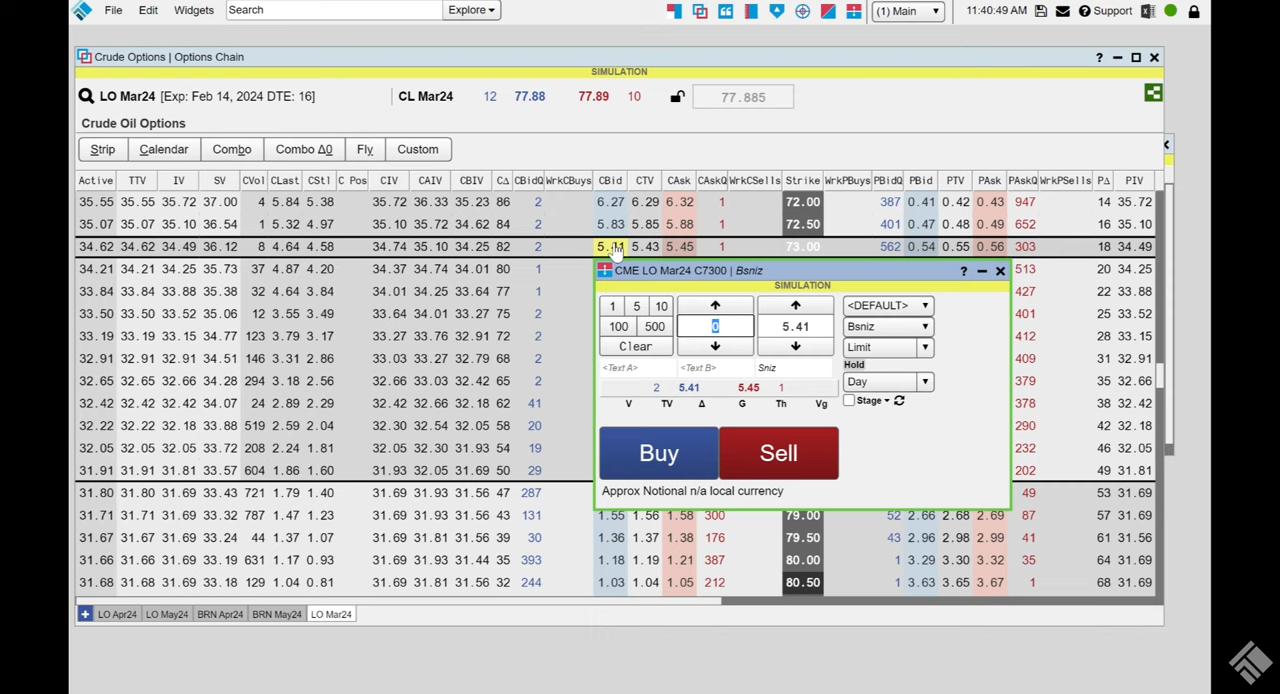 File Edit Widgets Search Explore (1) Main 11:40:49 AM Support
Crude Options | Options Chain ?
SIMULATION
LO Mar24 [Exp: Feb 14, 2024 DTE: 16] CL Mar24 12 77.88 77.89 10 77.885
Crude Oil Options
Strip Calendar Combo Combo Δ0 Fly Custom
Active TTV IV SV CVol CLast CStl C Pos CIV CAIV CBIV CΔ CBidQ WrkCBuys CBid CTV CAsk CAskQ WrkCSells Strike WrkPBuys PBidQ PBid PTV PAsk PAskQ WrkPSells PΔ PIV
35.55 35.55 35.72 37.00 4 5.84 5.38 35.72 36.33 35.23 86 2 6.27 6.29 6.32 1 72.00 387 0.41 0.42 0.43 947 14 35.72
35.07 35.07 35.10 36.54 1 5.32 4.97 35.10 35.72 34.62 84 2 5.83 5.85 5.88 1 72.50 401 0.47 0.48 0.49 652 16 35.10
34.62 34.62 34.49 36.12 8 4.64 4.58 34.74 35.10 34.25 82 2 5.43 5.45 1 73.00 562 0.54 0.55 0.56 303 18 34.49
34.21 34.21 34.25 35.73 37 4.87 4.20 34.37 34.74 34.01 80 1 513 20 34.25
33.84 33.84 33.88 35.38 32 4.64 3.84 34.01 34.25 33.64 77 1 427 22 33.88
33.50 33.50 33.52 35.06 12 3.55 3.49 33.64 34.01 33.27 75 2 401 25 33.52
33.19 33.19 33.15 34.77 123 3.79 3.17 33.27 33.76 32.91 72 2 412 28 33.15
32.91 32.91 32.91 34.51 146 3.31 2.86 33.03 33.27 32.79 68 2 409 31 32.91
32.65 32.65 32.66 34.28 294 3.18 2.56 32.66 33.03 32.42 65 2 379 35 32.66
32.42 32.42 32.42 34.07 24 2.89 2.29 32.42 32.66 32.18 62 41 378 38 32.42
32.22 32.22 32.18 33.88 519 2.59 2.04 32.30 32.54 32.05 58 20 290 42 32.18
32.05 32.05 32.05 33.72 208 2.24 1.81 32.05 32.30 31.93 54 19 232 46 32.05
31.91 31.91 31.81 33.57 604 1.86 1.60 31.93 32.05 31.69 50 29 202 49 31.81
31.80 31.80 31.69 33.43 721 1.79 1.40 31.69 31.93 31.56 47 287 49 53 31.69
31.71 31.71 31.69 33.32 787 1.47 1.23 31.69 31.81 31.56 43 131 1.55 1.56 1.58 300 79.00 52 2.66 2.68 2.69 87 57 31.69
31.67 31.67 31.69 33.24 44 1.37 1.07 31.69 31.81 31.56 39 30 1.36 1.37 1.38 176 79.50 43 2.96 2.98 2.99 41 61 31.56
31.66 31.66 31.69 33.17 631 1.17 0.93 31.69 31.81 31.44 35 393 1.18 1.19 1.21 387 80.00 1 3.29 3.30 3.32 35 64 31.69
31.68 31.68 31.69 33.18 129 1.04 0.81 31.69 31.81 31.56 32 244 1.03 1.04 1.05 212 80.50 1 3.63 3.65 3.67 1 68 31.69
CME LO Mar24 C7300 | Bsniz ?
SIMULATION
1 5 10 <DEFAULT>
100 500 0 5.41 Bsniz
Clear Limit
<Text A> <Text B> Sniz Hold
2 5.41 5.45 1 Day
V TV Δ G Th Vg Stage
Buy Sell
Approx Notional n/a local currency
LO Apr24 LO May24 BRN Apr24 BRN May24 LO Mar24